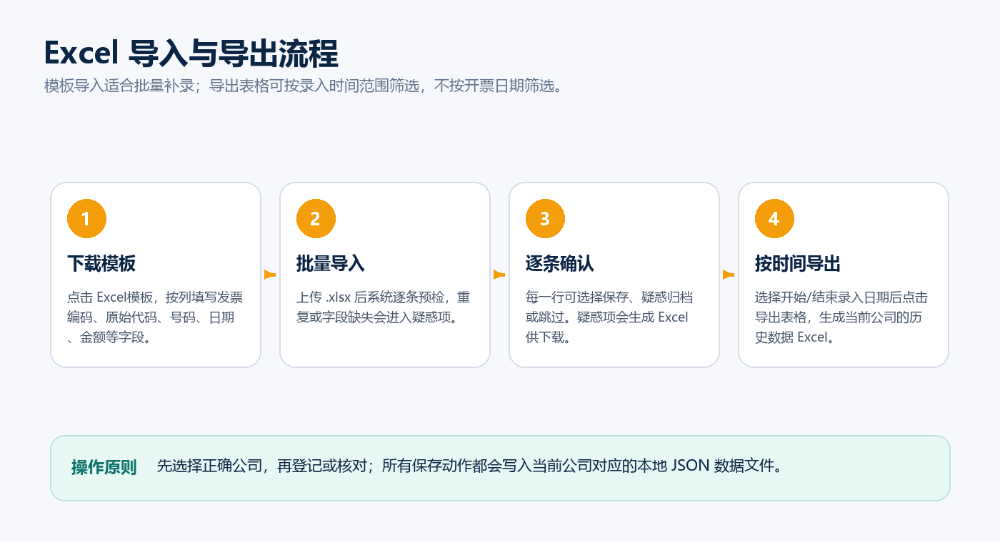 Excel 导入与导出流程
模板导入适合批量补录；导出表格可按录入时间范围筛选，不按开票日期筛选。
1
下载模板
点击 Excel模板，按列填写发票
编码、原始代码、号码、日期
、金额等字段。
2
批量导入
上传 .xlsx 后系统逐条预检，重
复或字段缺失会进入疑惑项。
3
逐条确认
每一行可选择保存、疑惑归档
或跳过。疑惑项会生成 Excel
供下载。
4
按时间导出
选择开始/结束录入日期后点击
导出表格，生成当前公司的历
史数据 Excel。
操作原则 先选择正确公司，再登记或核对；所有保存动作都会写入当前公司对应的本地 JSON 数据文件。